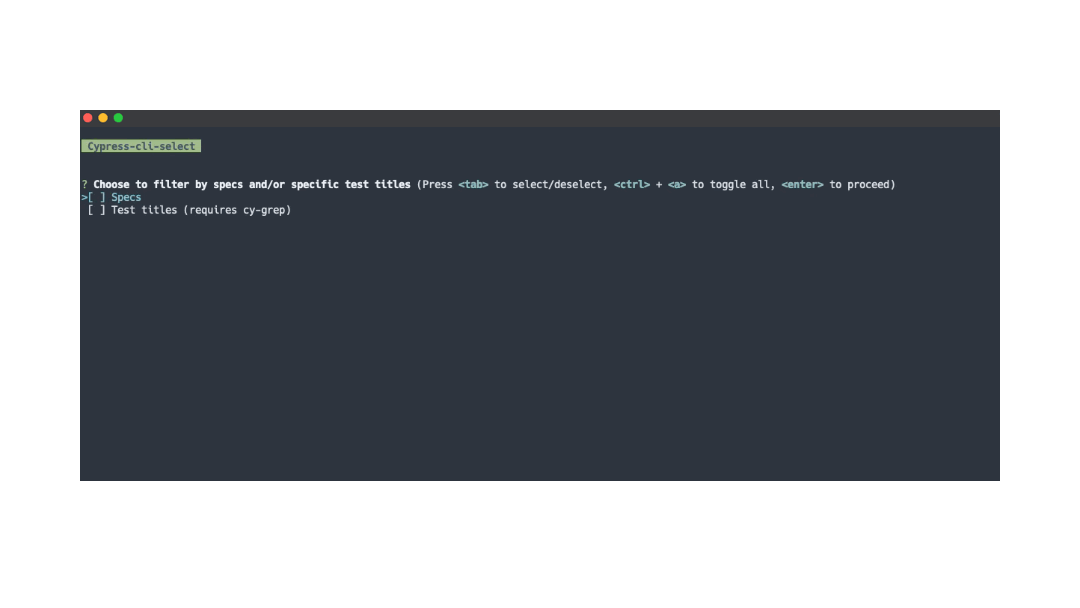 Cypress-cli-select
? Choose to filter by specs and/or specific test titles (Press <tab> to select/deselect, <ctrl> + <a> to toggle all, <enter> to proceed)
>[ ] Specs
[ ] Test titles (requires cy-grep)